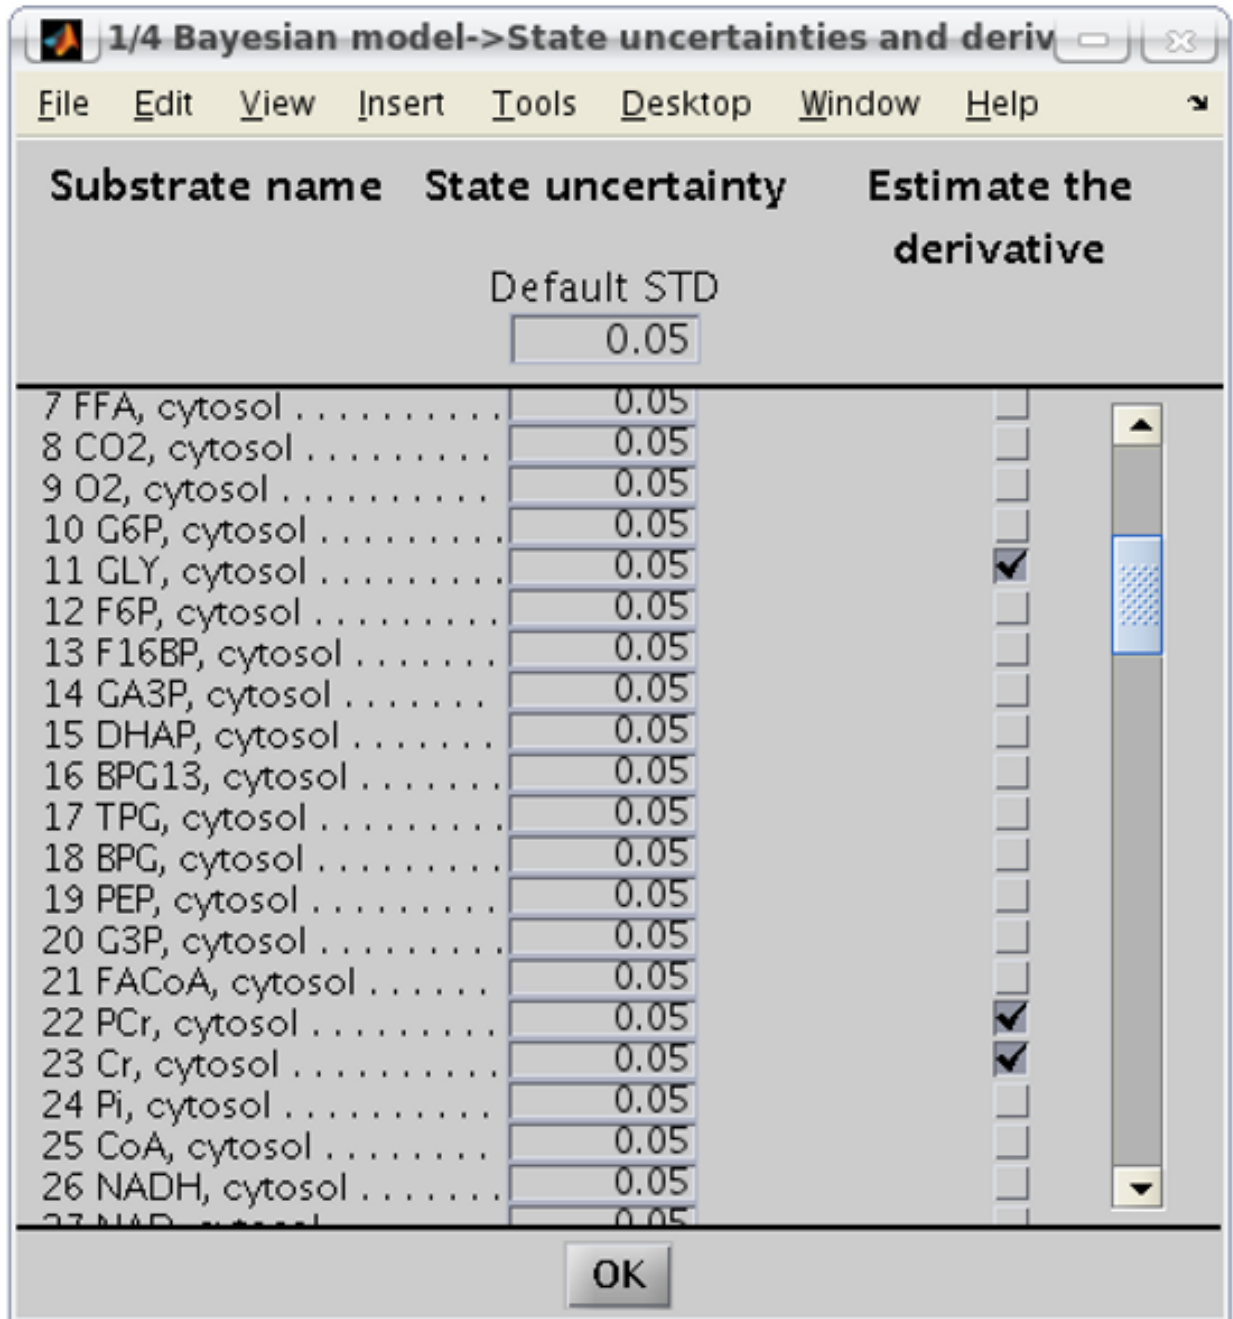 1/4 Bayesian model->State uncertainties and deriv
File Edit View Insert Tools Desktop Window Help
Substrate name State uncertainty Estimate the
derivative
Default STD
0.05
7 FFA, cytosol . . . . . . . . . . 0.05
8 CO2, cytosol . . . . . . . . . 0.05
9 O2, cytosol . . . . . . . . . . 0.05
10 G6P, cytosol . . . . . . . . . 0.05
11 GLY, cytosol . . . . . . . . . 0.05
12 F6P, cytosol . . . . . . . . . 0.05
13 F16BP, cytosol . . . . . . . 0.05
14 GA3P, cytosol . . . . . . . 0.05
15 DHAP, cytosol . . . . . . . 0.05
16 BPG13, cytosol . . . . . . . 0.05
17 TPG, cytosol . . . . . . . . . 0.05
18 BPG, cytosol . . . . . . . . . 0.05
19 PEP, cytosol . . . . . . . . . 0.05
20 G3P, cytosol . . . . . . . . . 0.05
21 FACoA, cytosol . . . . . . 0.05
22 PCr, cytosol . . . . . . . . . 0.05
23 Cr, cytosol . . . . . . . . . . 0.05
24 Pi, cytosol . . . . . . . . . . 0.05
25 CoA, cytosol . . . . . . . . 0.05
26 NADH, cytosol . . . . . . . 0.05
27 NAD, cytosol 0.05
OK